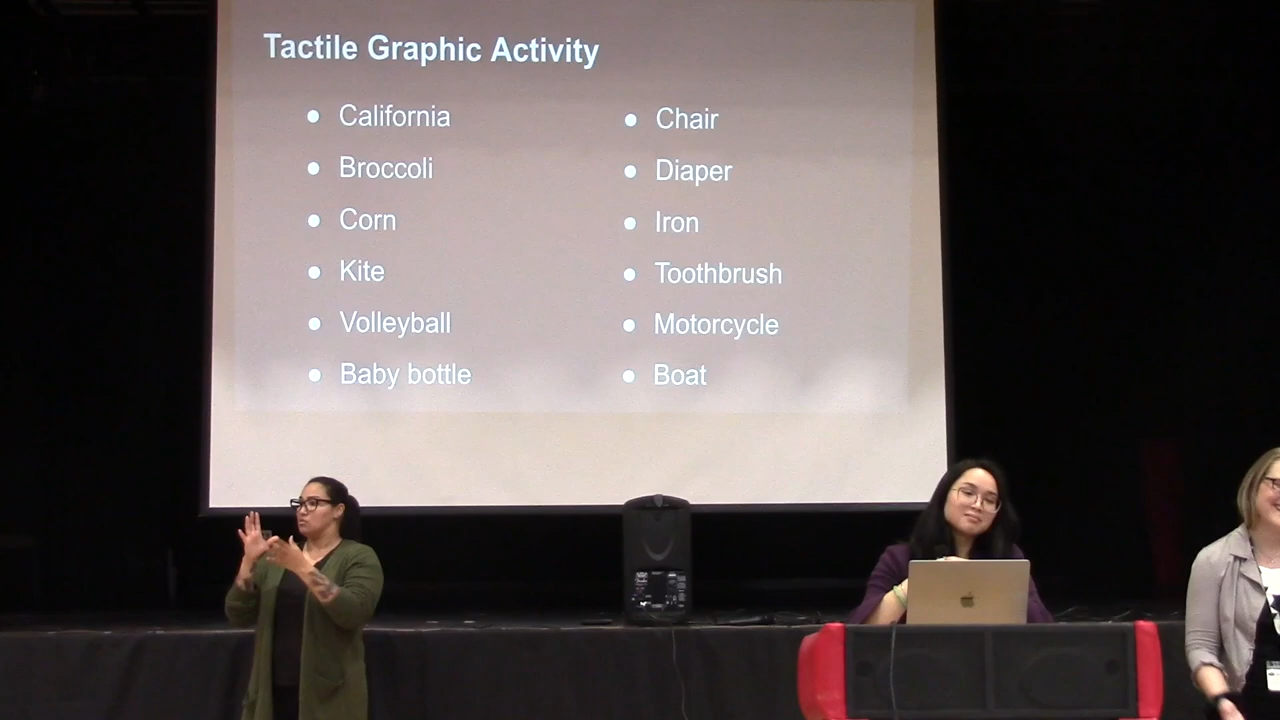 Tactile Graphic Activity
● California
● Broccoli
● Corn
● Kite
● Volleyball
● Baby bottle
● Chair
● Diaper
● Iron
● Toothbrush
● Motorcycle
● Boat